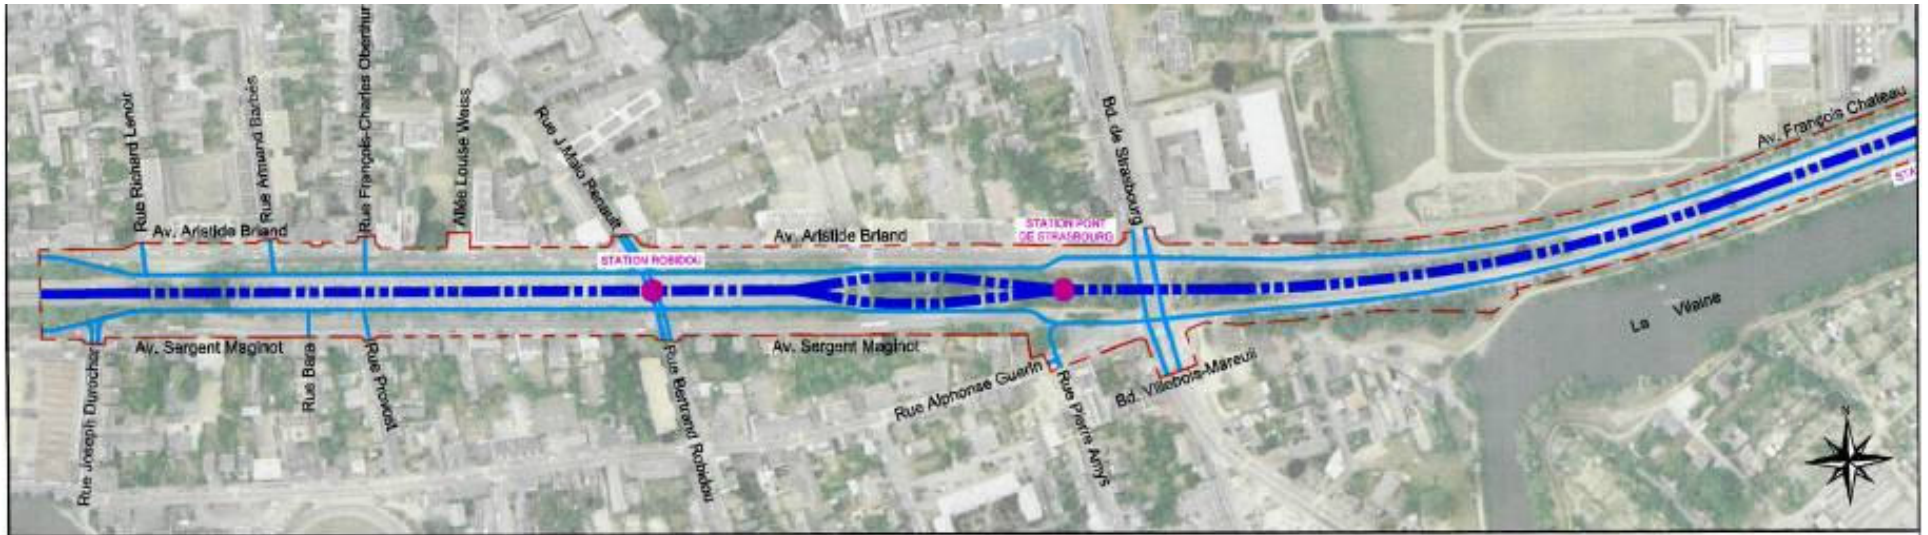 Rue Richard Lenoir
Rue Armand Barbès
Rue François-Charles Oberthur
Allée Louise Weiss
Rue J.Malo Renault
Bd. de Strasbourg
Av. François Chateau
Av. Aristide Briand
Av. Aristide Briand
STATION PONT
DE STRASBOURG
STATION ROBIDOU
STA
N
La Vilaine
Av. Sergent Maginot
Av. Sergent Maginot
Rue Joseph Durocher
Rue Bara
Rue Provost
Rue Bertrand Robidou
Rue Alphonse Guerin
Rue Pierre Amys
Bd. Villebois-Mareuil